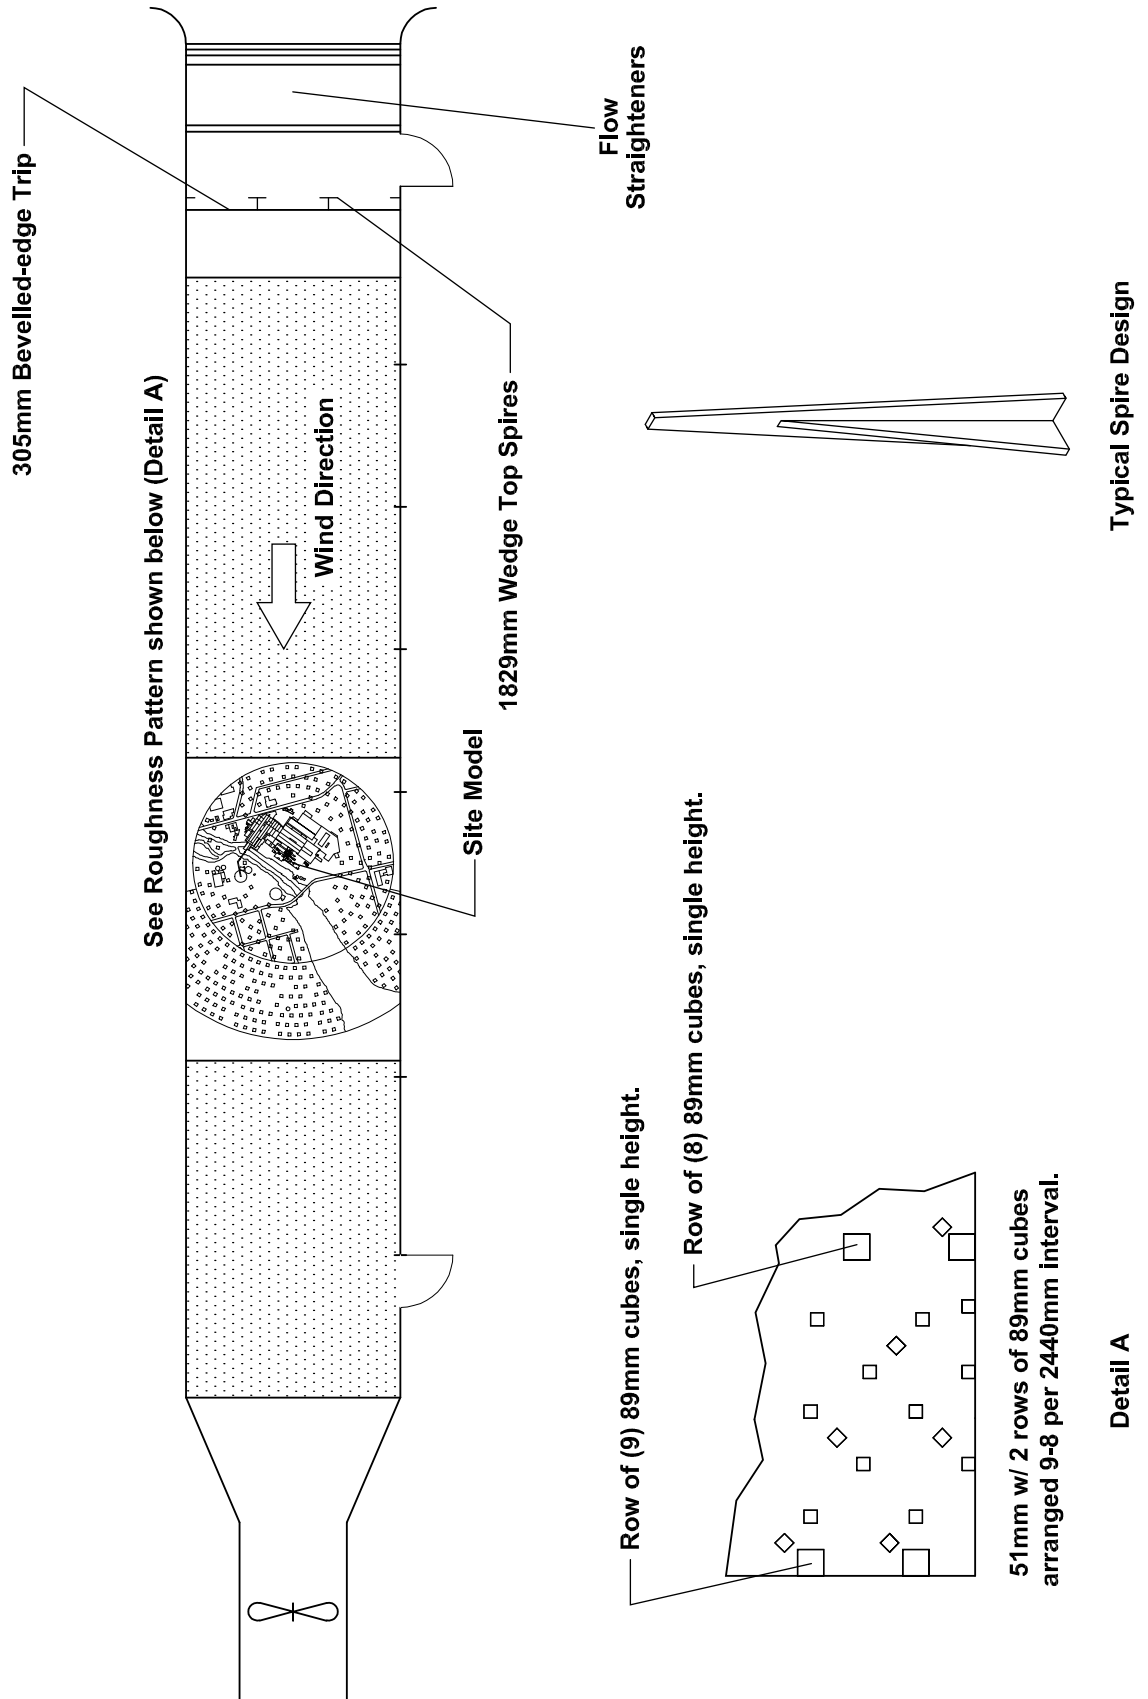 305mm Bevelled-edge Trip
See Roughness Pattern shown below (Detail A)
Wind Direction
Flow
Straighteners
1829mm Wedge Top Spires
Site Model
Row of (9) 89mm cubes, single height.
Row of (8) 89mm cubes, single height.
51mm w/ 2 rows of 89mm cubes
arranged 9-8 per 2440mm interval.
Detail A
Typical Spire Design